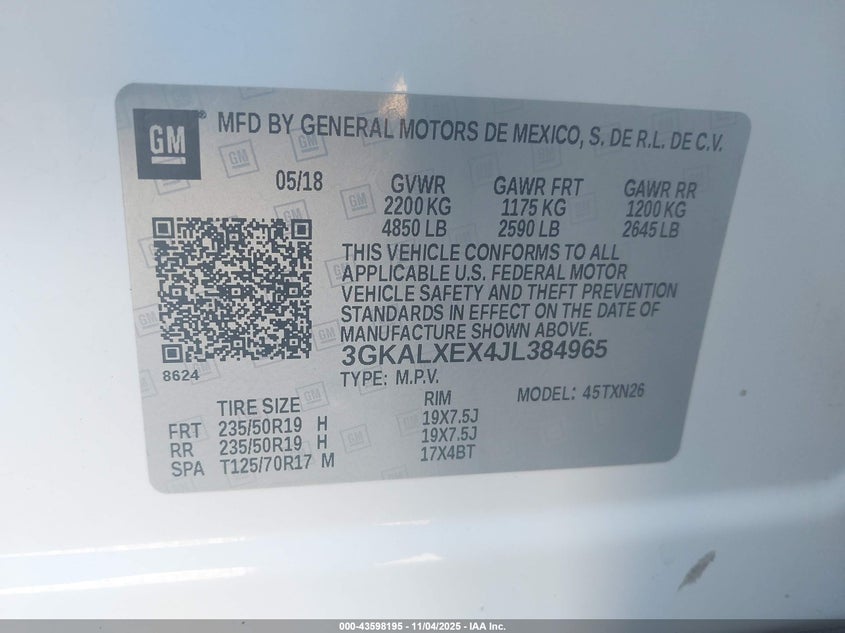 GM® MFD BY GENERAL MOTORS DE MEXICO, S. DE R.L. DE C.V.
05/18 GVWR GAWR FRT GAWR RR
2200 KG 1175 KG 1200 KG
4850 LB 2590 LB 2645 LB
THIS VEHICLE CONFORMS TO ALL
APPLICABLE U.S. FEDERAL MOTOR
VEHICLE SAFETY AND THEFT PREVENTION
STANDARDS IN EFFECT ON THE DATE OF
MANUFACTURE SHOWN ABOVE.
3GKALXEX4JL384965
8624 TYPE: M.P.V. MODEL: 45TXN26
TIRE SIZE RIM
FRT 235/50R19 H 19X7.5J
RR 235/50R19 H 19X7.5J
SPA T125/70R17 M 17X4BT
000-43598195 - 11/04/2025 - IAA Inc.